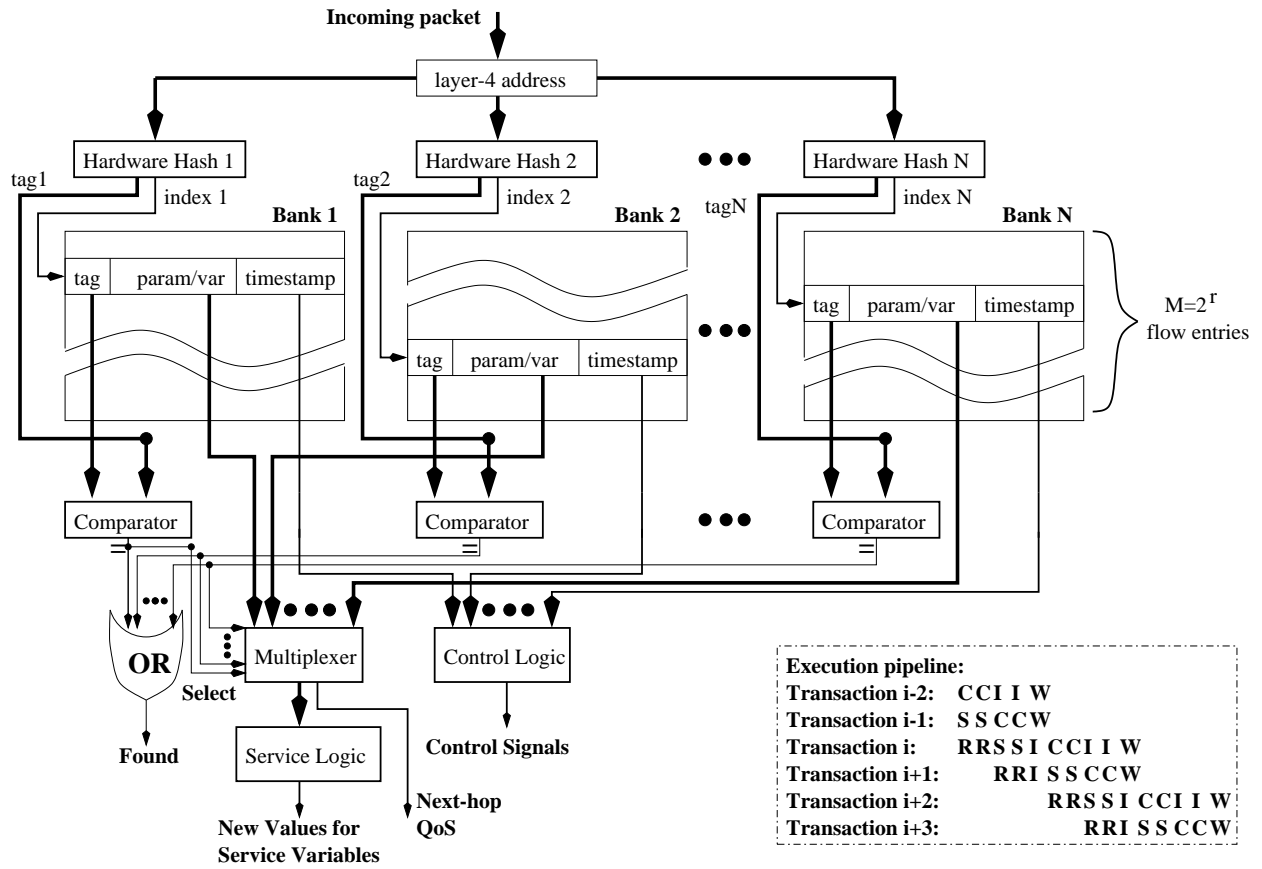 Incoming packet
layer-4 address
Hardware Hash 1
Hardware Hash 2
Hardware Hash N
tag1
index 1
tag2
index 2
tagN
index N
Bank 1
Bank 2
Bank N
tag param/var timestamp
tag param/var timestamp
tag param/var timestamp
M=2^r
flow entries
Comparator
Comparator
Comparator
=
=
=
OR
Multiplexer
Control Logic
Select
Found
Service Logic
Control Signals
Next-hop
QoS
New Values for
Service Variables
Execution pipeline:
Transaction i-2: C C I I W
Transaction i-1: S S C C W
Transaction i: R R S S I C C I I W
Transaction i+1: R R I S S C C W
Transaction i+2: R R S S I C C I I W
Transaction i+3: R R I S S C C W